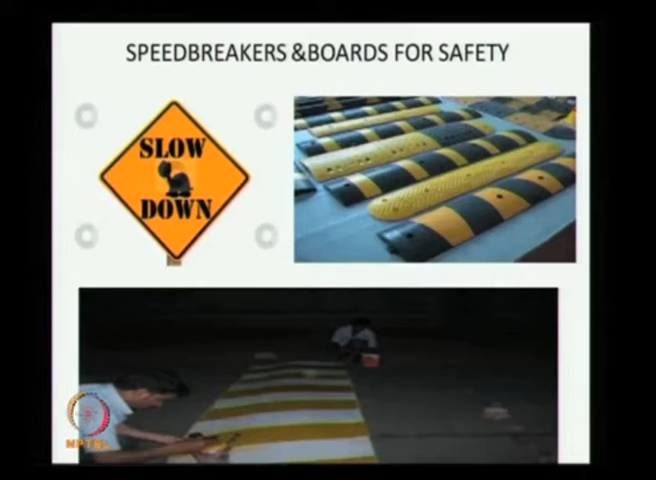 SPEEDBREAKERS &BOARDS FOR SAFETY
SLOW
DOWN
NPTEL